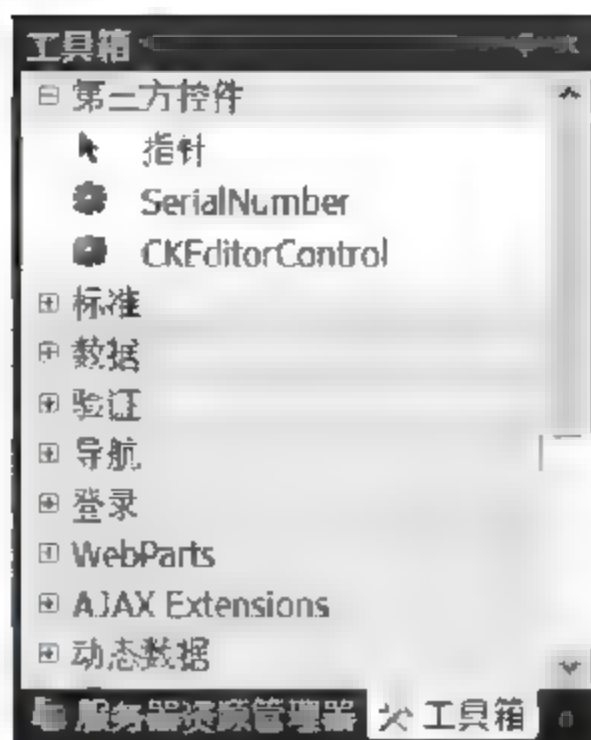 工具箱
第三方控件
指针
SerialNumber
CKEditorControl
标准
数据
验证
导航
登录
WebParts
AJAX Extensions
动态数据
服务器资源管理器 工具箱